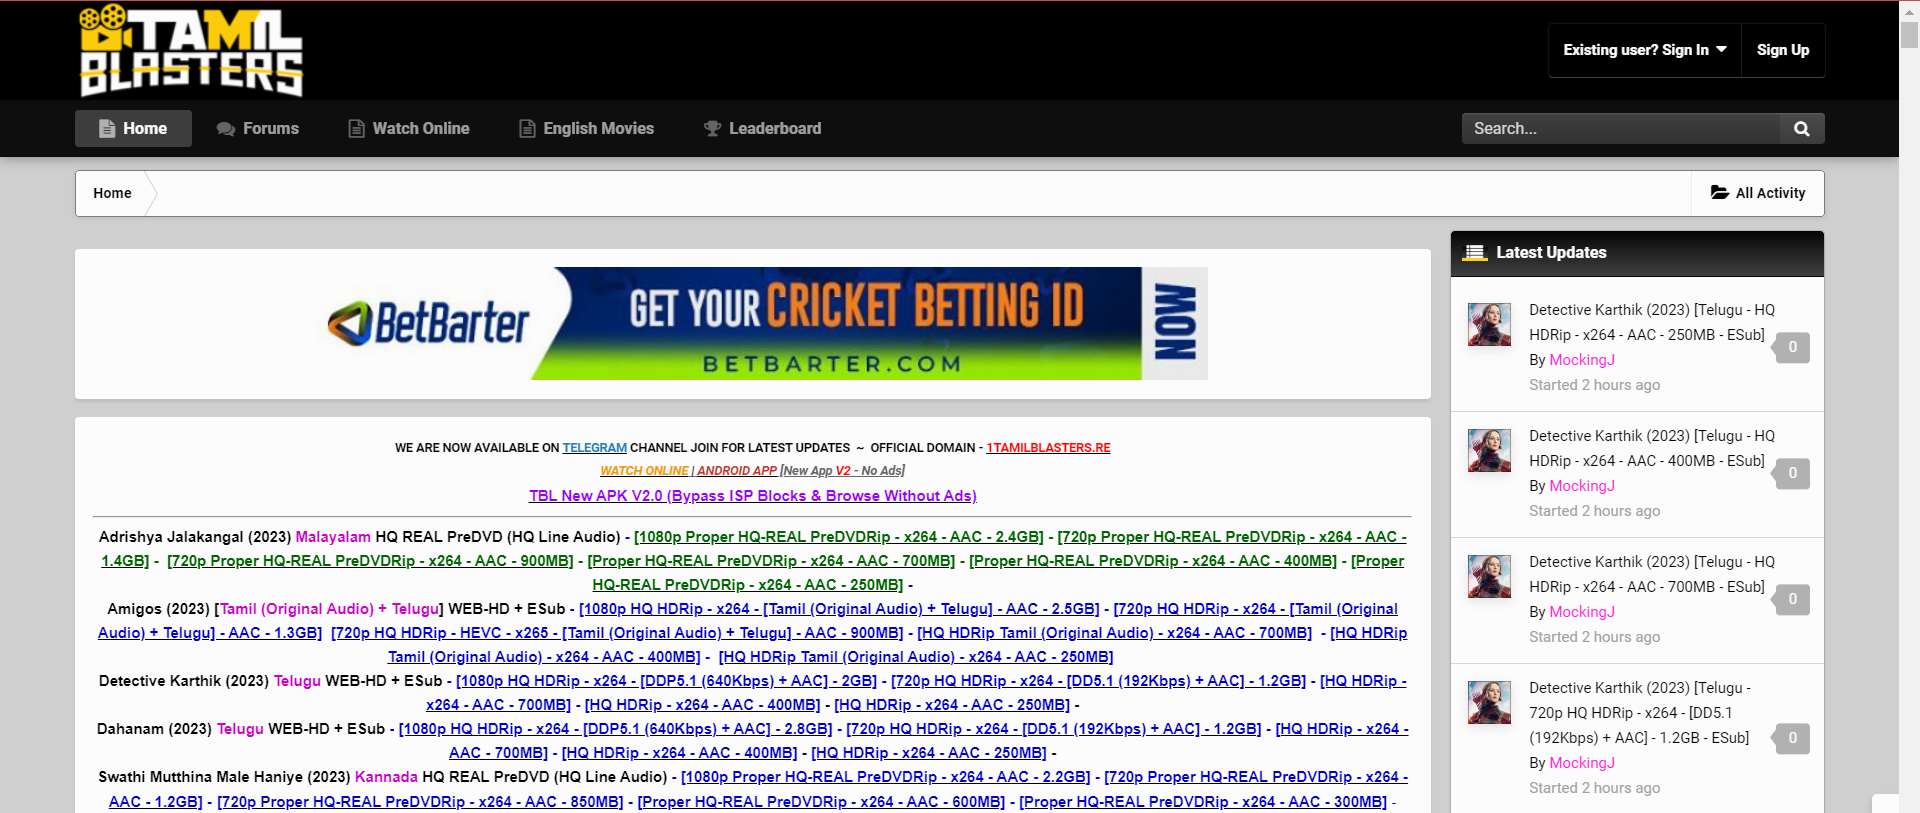 TAMIL
BLASTERS
Existing user? Sign In
Sign Up
Home
Forums
Watch Online
English Movies
Leaderboard
Search...
Home
All Activity
BetBarter
GET YOUR CRICKET BETTING ID
BETBARTER.COM
NOW
WE ARE NOW AVAILABLE ON TELEGRAM CHANNEL JOIN FOR LATEST UPDATES ~ OFFICIAL DOMAIN - 1TAMILBLASTERS.RE
WATCH ONLINE | ANDROID APP [New App V2 - No Ads]
TBL New APK V2.0 (Bypass ISP Blocks & Browse Without Ads)
Adrishya Jalakangal (2023) Malayalam HQ REAL PreDVD (HQ Line Audio) - [1080p Proper HQ-REAL PreDVDRip - x264 - AAC - 2.4GB] - [720p Proper HQ-REAL PreDVDRip - x264 - AAC -
1.4GB] - [720p Proper HQ-REAL PreDVDRip - x264 - AAC - 900MB] - [Proper HQ-REAL PreDVDRip - x264 - AAC - 700MB] - [Proper HQ-REAL PreDVDRip - x264 - AAC - 400MB] - [Proper
HQ-REAL PreDVDRip - x264 - AAC - 250MB] -
Amigos (2023) [Tamil (Original Audio) + Telugu] WEB-HD + ESub - [1080p HQ HDRip - x264 - [Tamil (Original Audio) + Telugu] - AAC - 2.5GB] - [720p HQ HDRip - x264 - [Tamil (Original
Audio) + Telugu] - AAC - 1.3GB] [720p HQ HDRip - HEVC - x265 - [Tamil (Original Audio) + Telugu] - AAC - 900MB] - [HQ HDRip Tamil (Original Audio) - x264 - AAC - 700MB] - [HQ HDRip
Tamil (Original Audio) - x264 - AAC - 400MB] - [HQ HDRip Tamil (Original Audio) - x264 - AAC - 250MB]
Detective Karthik (2023) Telugu WEB-HD + ESub - [1080p HQ HDRip - x264 - [DDP5.1 (640Kbps) + AAC] - 2GB] - [720p HQ HDRip - x264 - [DD5.1 (192Kbps) + AAC] - 1.2GB] - [HQ HDRip -
x264 - AAC - 700MB] - [HQ HDRip - x264 - AAC - 400MB] - [HQ HDRip - x264 - AAC - 250MB] -
Dahanam (2023) Telugu WEB-HD + ESub - [1080p HQ HDRip - x264 - [DDP5.1 (640Kbps) + AAC] - 2.8GB] - [720p HQ HDRip - x264 - [DD5.1 (192Kbps) + AAC] - 1.2GB] - [HQ HDRip - x264 -
AAC - 700MB] - [HQ HDRip - x264 - AAC - 400MB] - [HQ HDRip - x264 - AAC - 250MB] -
Swathi Mutthina Male Haniye (2023) Kannada HQ REAL PreDVD (HQ Line Audio) - [1080p Proper HQ-REAL PreDVDRip - x264 - AAC - 2.2GB] - [720p Proper HQ-REAL PreDVDRip - x264 -
AAC - 1.2GB] - [720p Proper HQ-REAL PreDVDRip - x264 - AAC - 850MB] - [Proper HQ-REAL PreDVDRip - x264 - AAC - 600MB] - [Proper HQ-REAL PreDVDRip - x264 - AAC - 300MB] -
Latest Updates
Detective Karthik (2023) [Telugu - HQ
HDRip - x264 - AAC - 250MB - ESub]
0
By MockingJ
Started 2 hours ago
Detective Karthik (2023) [Telugu - HQ
HDRip - x264 - AAC - 400MB - ESub]
0
By MockingJ
Started 2 hours ago
Detective Karthik (2023) [Telugu - HQ
HDRip - x264 - AAC - 700MB - ESub]
0
By MockingJ
Started 2 hours ago
Detective Karthik (2023) [Telugu -
720p HQ HDRip - x264 - [DD5.1
(192Kbps) + AAC] - 1.2GB - ESub]
0
By MockingJ
Started 2 hours ago